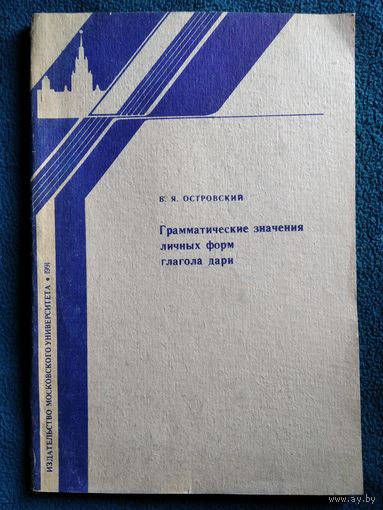 Б. Я. ОСТРОВСКИЙ
Грамматические значения
личных форм
глагола дари
ИЗДАТЕЛЬСТВО МОСКОВСКОГО УНИВЕРСИТЕТА • 1991
www.ay.by